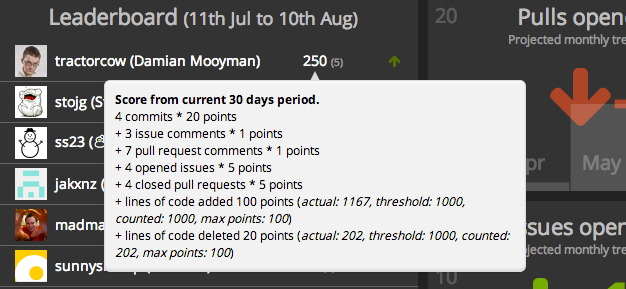 Leaderboard (11th Jul to 10th Aug)
20
Pulls opene
Projected monthly tre
tractorcow (Damian Mooyman) 250 (5)
Score from current 30 days period.
4 commits * 20 points
+ 3 issue comments * 1 points
+ 7 pull request comments * 1 points
+ 4 opened issues * 5 points
+ 4 closed pull requests * 5 points
+ lines of code added 100 points (actual: 1167, threshold: 1000,
counted: 1000, max points: 100)
+ lines of code deleted 20 points (actual: 202, threshold: 1000, counted:
202, max points: 100)
stojg (S
ss23 (
jakxnz (
madma
sunnys
pr
May
sues open
ojected monthly tre
10